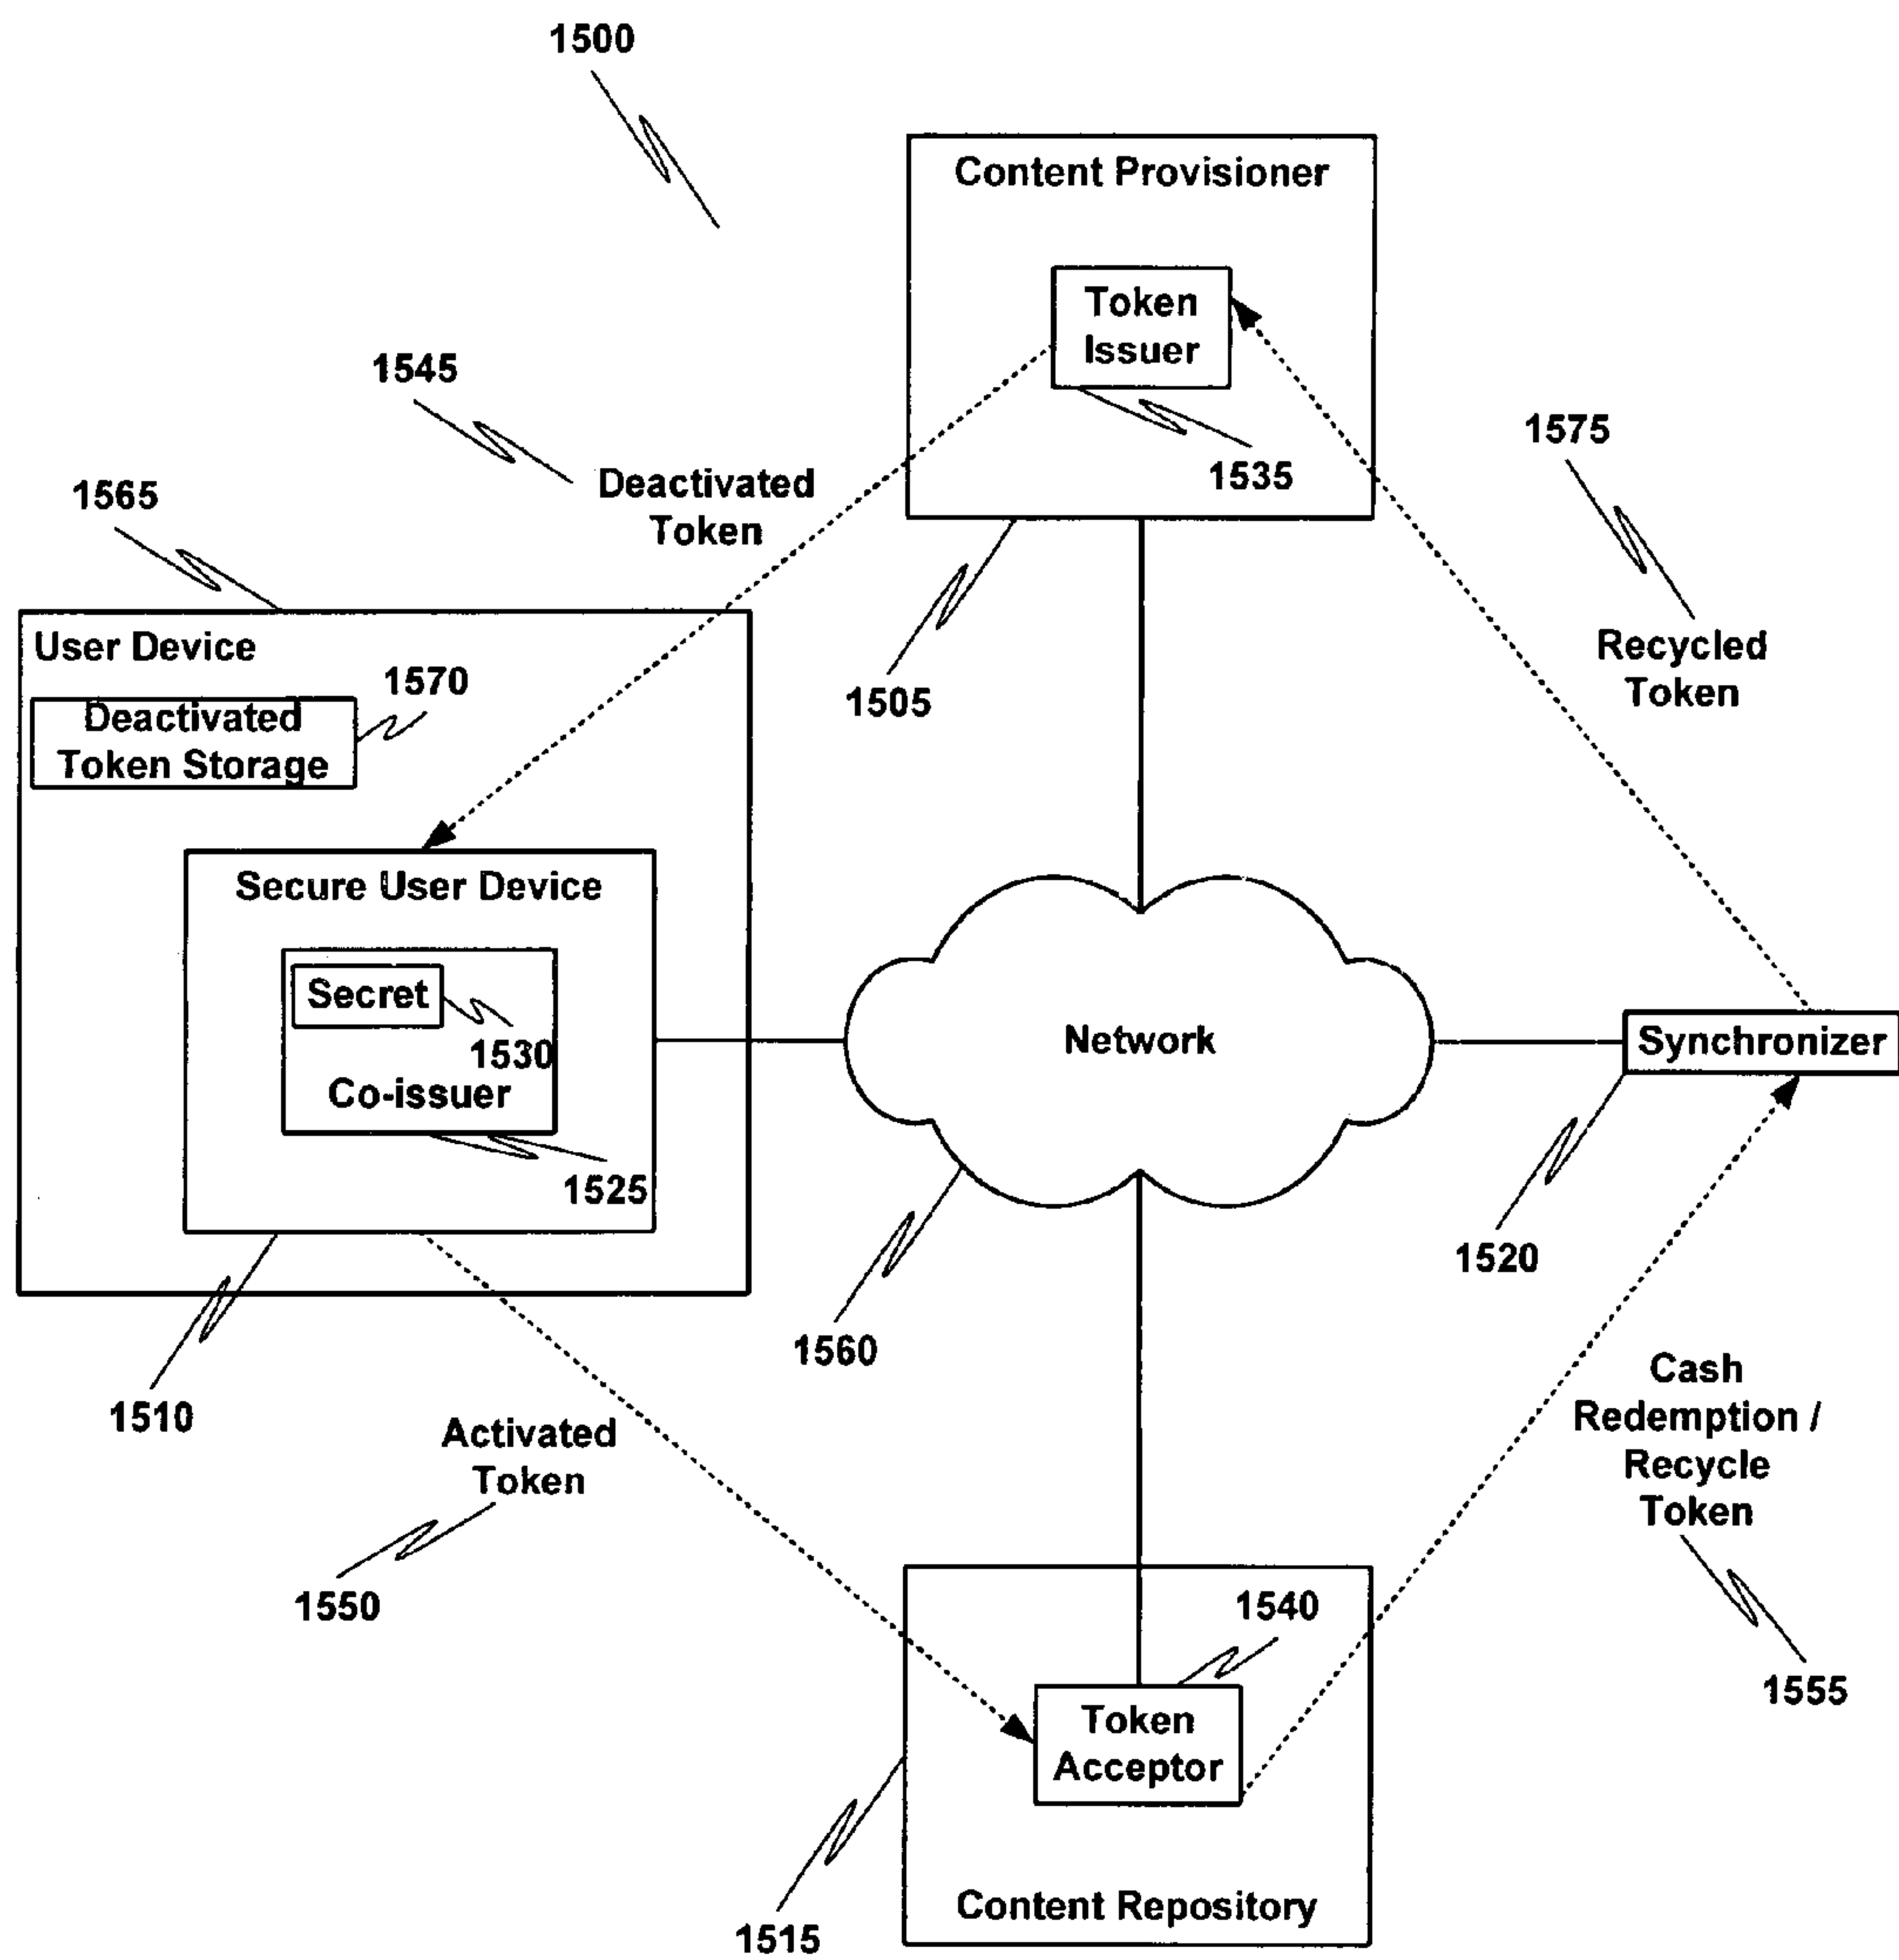 1500
Content Provisioner
Token
Issuer
1535
1545
Deactivated
Token
1575
Recycled
Token
1565
User Device
1570
Deactivated
Token Storage
1505
Secure User Device
Secret
1530
Co-issuer
1525
Network
Synchronizer
1520
1560
1510
Activated
Token
1550
Cash
Redemption /
Recycle
Token
1555
1540
Token
Acceptor
Content Repository
1515